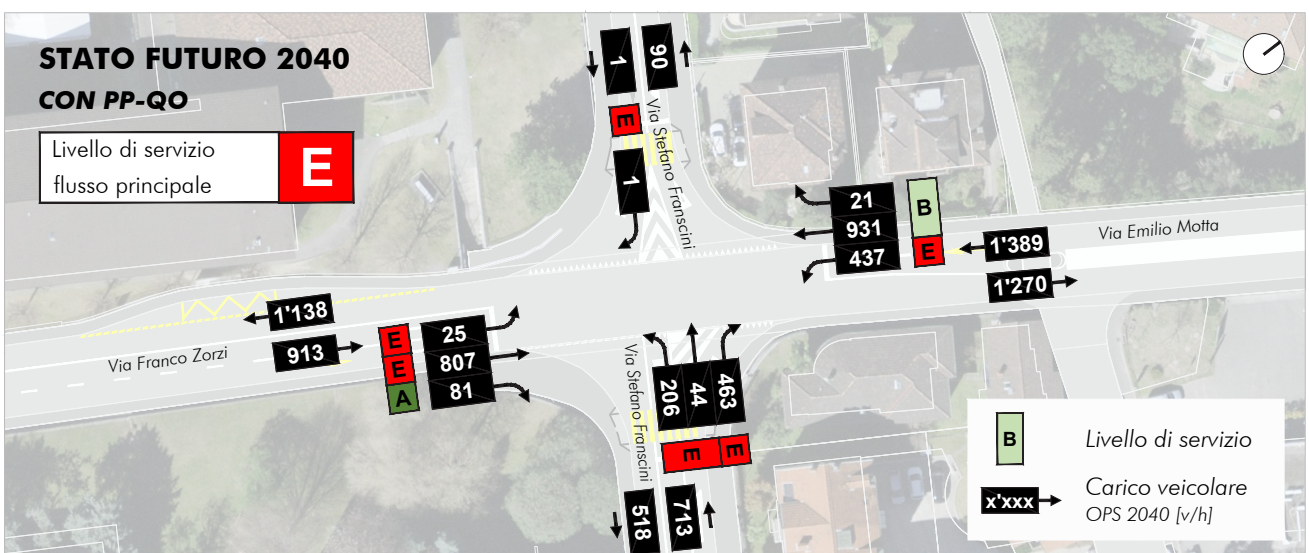 STATO FUTURO 2040
CON PP-QO
Livello di servizio
flusso principale
E
1
90
E
1
Via Stefano Franscini
21
931
437
B
E
1'389
1'270
Via Emilio Motta
1'138
913
Via Franco Zorzi
E
E
A
25
807
81
Via Stefano Franscini
206
44
463
E
E
518
713
B
Livello di servizio
x'xxx
Carico veicolare
OPS 2040 [v/h]